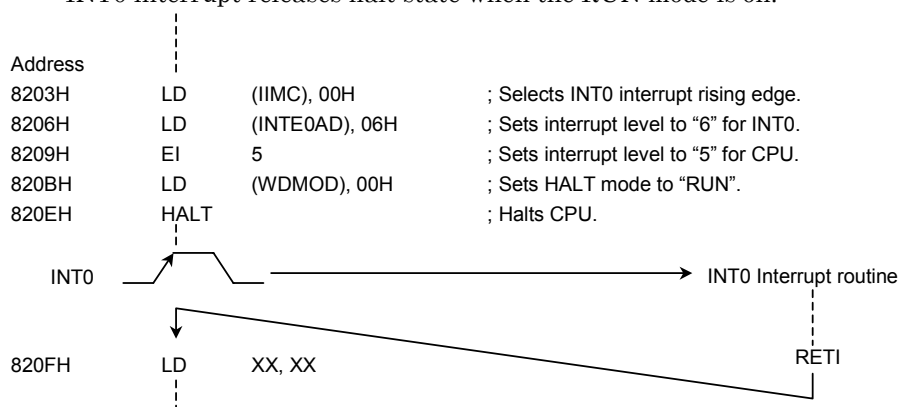 INT0 interrupt releases halt state when the RUN mode is on.
Address
8203H LD (IIMC), 00H ; Selects INT0 interrupt rising edge.
8206H LD (INTE0AD), 06H ; Sets interrupt level to “6” for INT0.
8209H EI 5 ; Sets interrupt level to “5” for CPU.
820BH LD (WDMOD), 00H ; Sets HALT mode to “RUN”.
820EH HALT ; Halts CPU.
INT0 INT0 Interrupt routine
RETI
820FH LD XX, XX